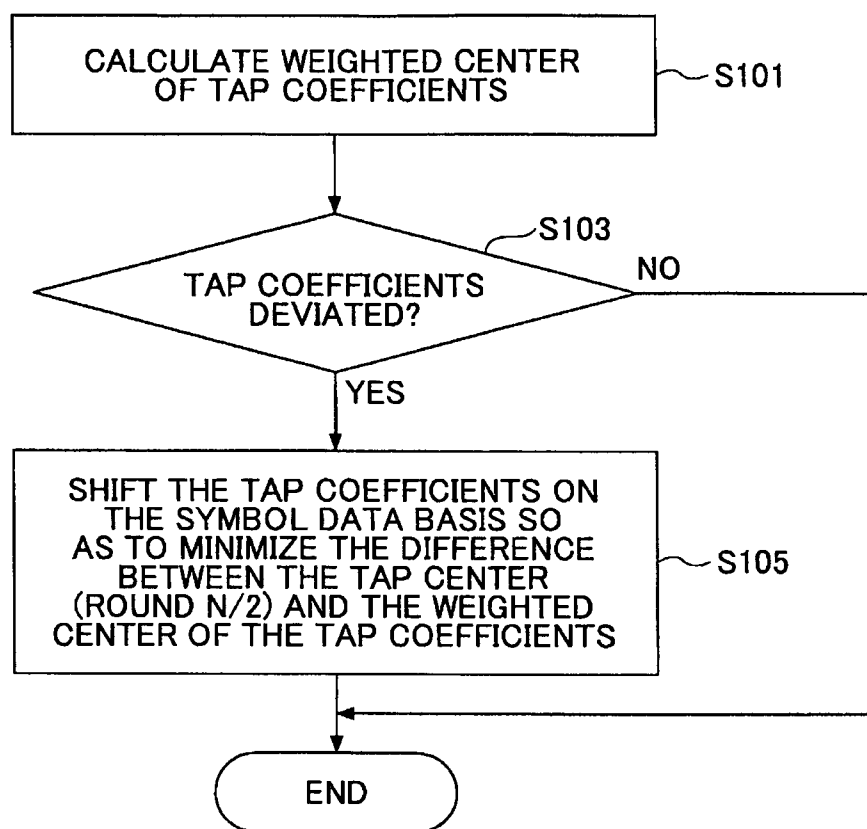 CALCULATE WEIGHTED CENTER
OF TAP COEFFICIENTS
S101
S103
TAP COEFFICIENTS
DEVIATED?
NO
YES
SHIFT THE TAP COEFFICIENTS ON
THE SYMBOL DATA BASIS SO
AS TO MINIMIZE THE DIFFERENCE
BETWEEN THE TAP CENTER
(ROUND N/2) AND THE WEIGHTED
CENTER OF THE TAP COEFFICIENTS
S105
END